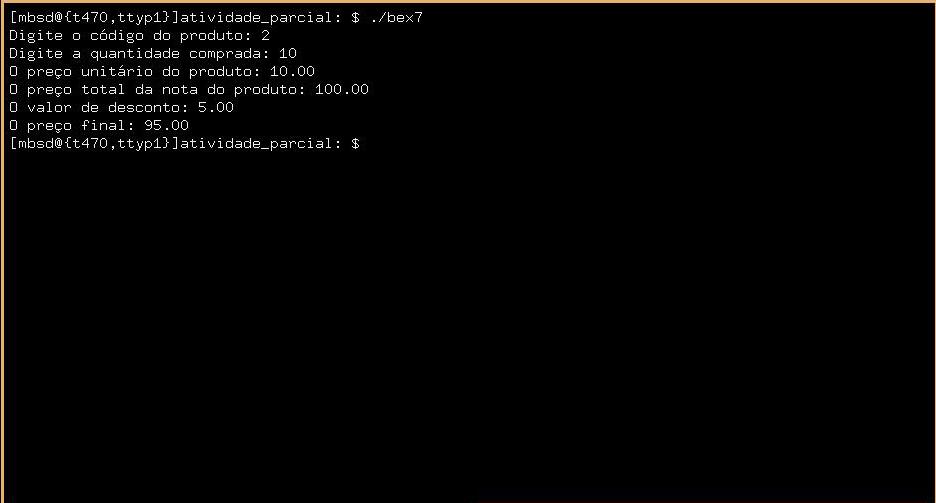 [mbsd@{t470,ttyp1}]atividade_parcial: $ ./bex7
Digite o código do produto: 2
Digite a quantidade comprada: 10
O preço unitário do produto: 10.00
O preço total da nota do produto: 100.00
O valor de desconto: 5.00
O preço final: 95.00
[mbsd@{t470,ttyp1}]atividade_parcial: $